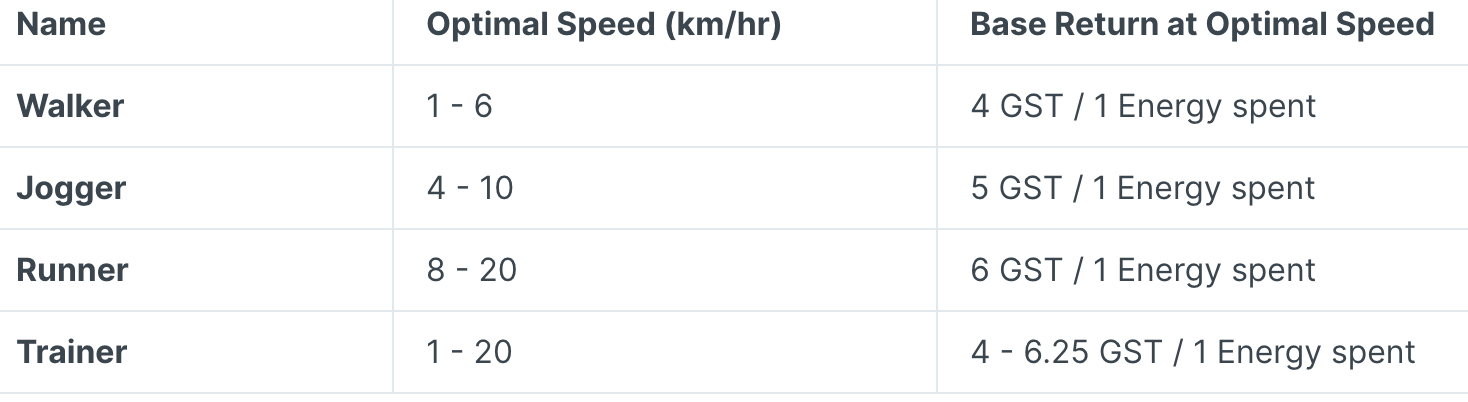 Name Optimal Speed (km/hr) Base Return at Optimal Speed
Walker 1 - 6 4 GST / 1 Energy spent
Jogger 4 - 10 5 GST / 1 Energy spent
Runner 8 - 20 6 GST / 1 Energy spent
Trainer 1 - 20 4 - 6.25 GST / 1 Energy spent